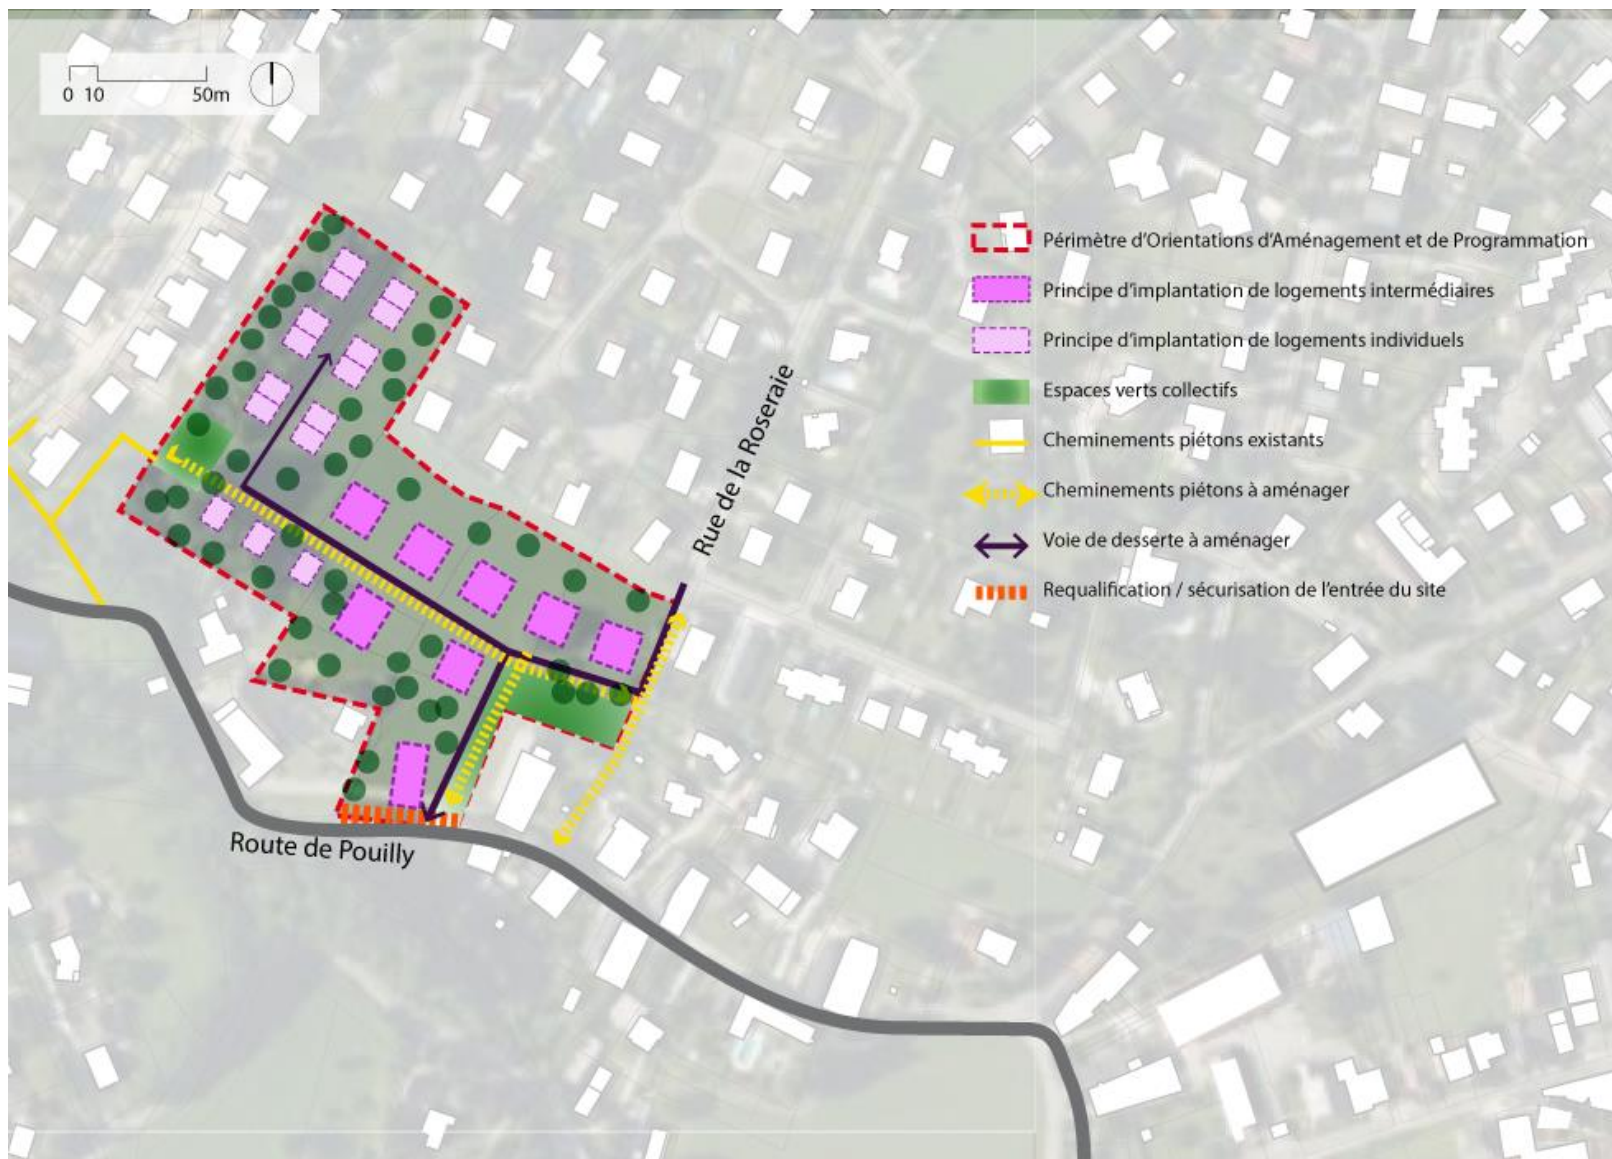 0 10 50m
Périmètre d'Orientations d'Aménagement et de Programmation
Principe d'implantation de logements intermédiaires
Principe d'implantation de logements individuels
Espaces verts collectifs
Cheminements piétons existants
Cheminements piétons à aménager
Voie de desserte à aménager
Requalification / sécurisation de l'entrée du site
Rue de la Roseraie
Route de Pouilly